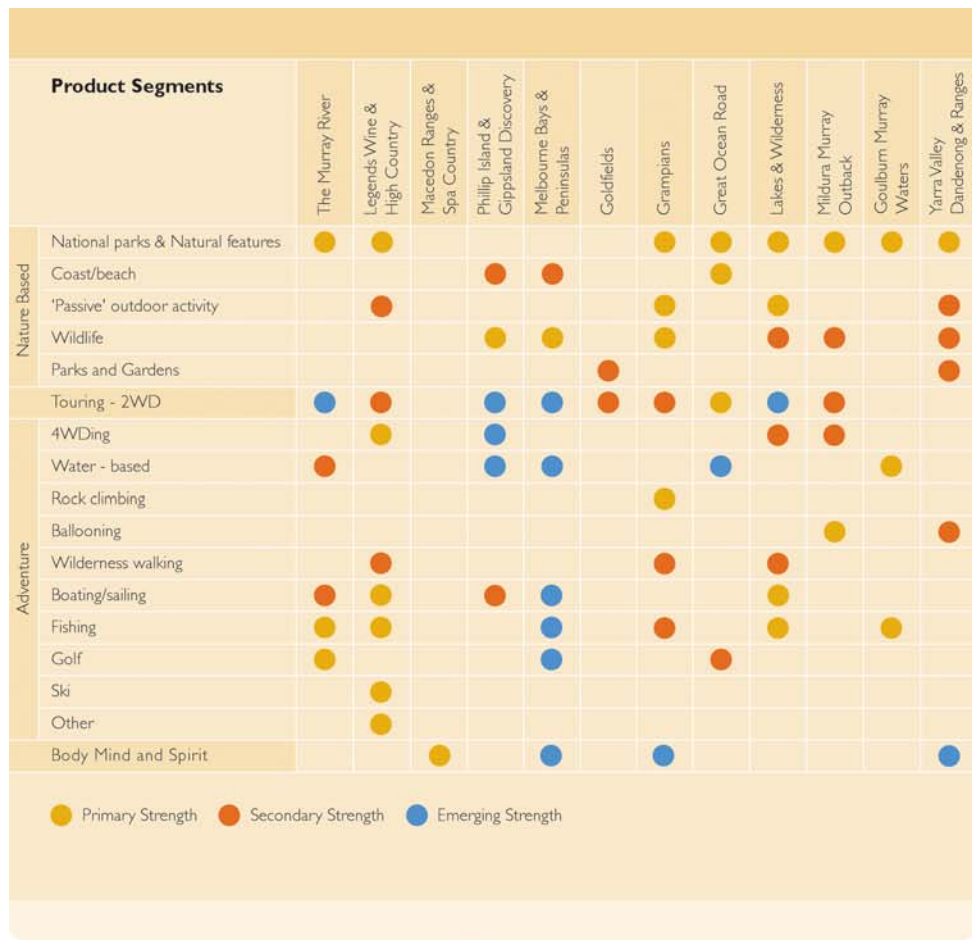 Product Segments
The Murray River
Legends Wine &
High Country
Macedon Ranges &
Spa Country
Phillip Island &
Gippsland Discovery
Melbourne Bays &
Peninsulas
Goldfields
Grampians
Great Ocean Road
Lakes & Wilderness
Mildura Murray
Outback
Goulburn Murray
Waters
Yarra Valley
Dandenong & Ranges
Nature Based
National parks & Natural features
Coast/beach
'Passive' outdoor activity
Wildlife
Parks and Gardens
Touring - 2WD
Adventure
4WDing
Water - based
Rock climbing
Ballooning
Wilderness walking
Boating/sailing
Fishing
Golf
Ski
Other
Body Mind and Spirit
Primary Strength
Secondary Strength
Emerging Strength